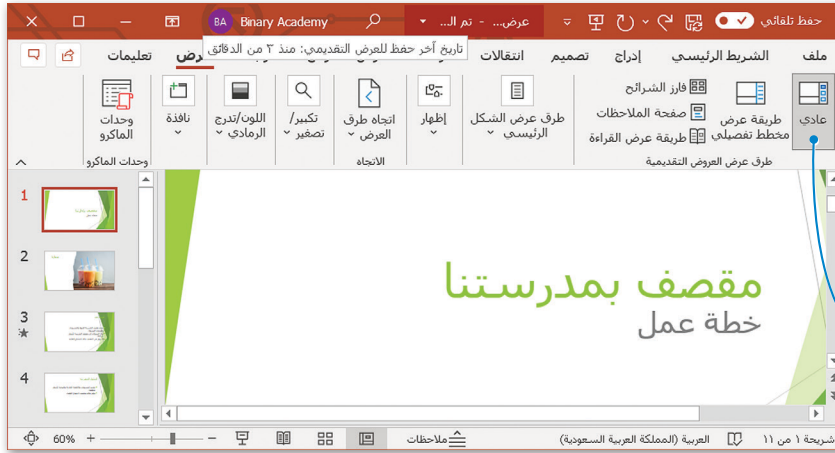 حفظ تلقائي عرض... - تم ال... Binary Academy BA
ملف الشريط الرئيسي إدراج تصميم انتقالات تعليمات
تاريخ آخر حفظ للعرض التقديمي: منذ ٣ من الدقائق
عادي
طريقة عرض
مخطط تفصيلي
فارز الشرائح
صفحة الملاحظات
طريقة عرض القراءة
طرق عرض العروض التقديمية
طرق عرض الشكل
الرئيسي
إظهار
اتجاه طرف
العرض
الاتجاه
تكبير/
تصغير
اللون/تدرج
الرمادي
نافذة
وحدات
الماكرو
وحدات الماكرو
1
2
3
4
مقصف بمدرستنا
خطة عمل
شريحة ١ من ١١ العربية (المملكة العربية السعودية) ملاحظات 60%